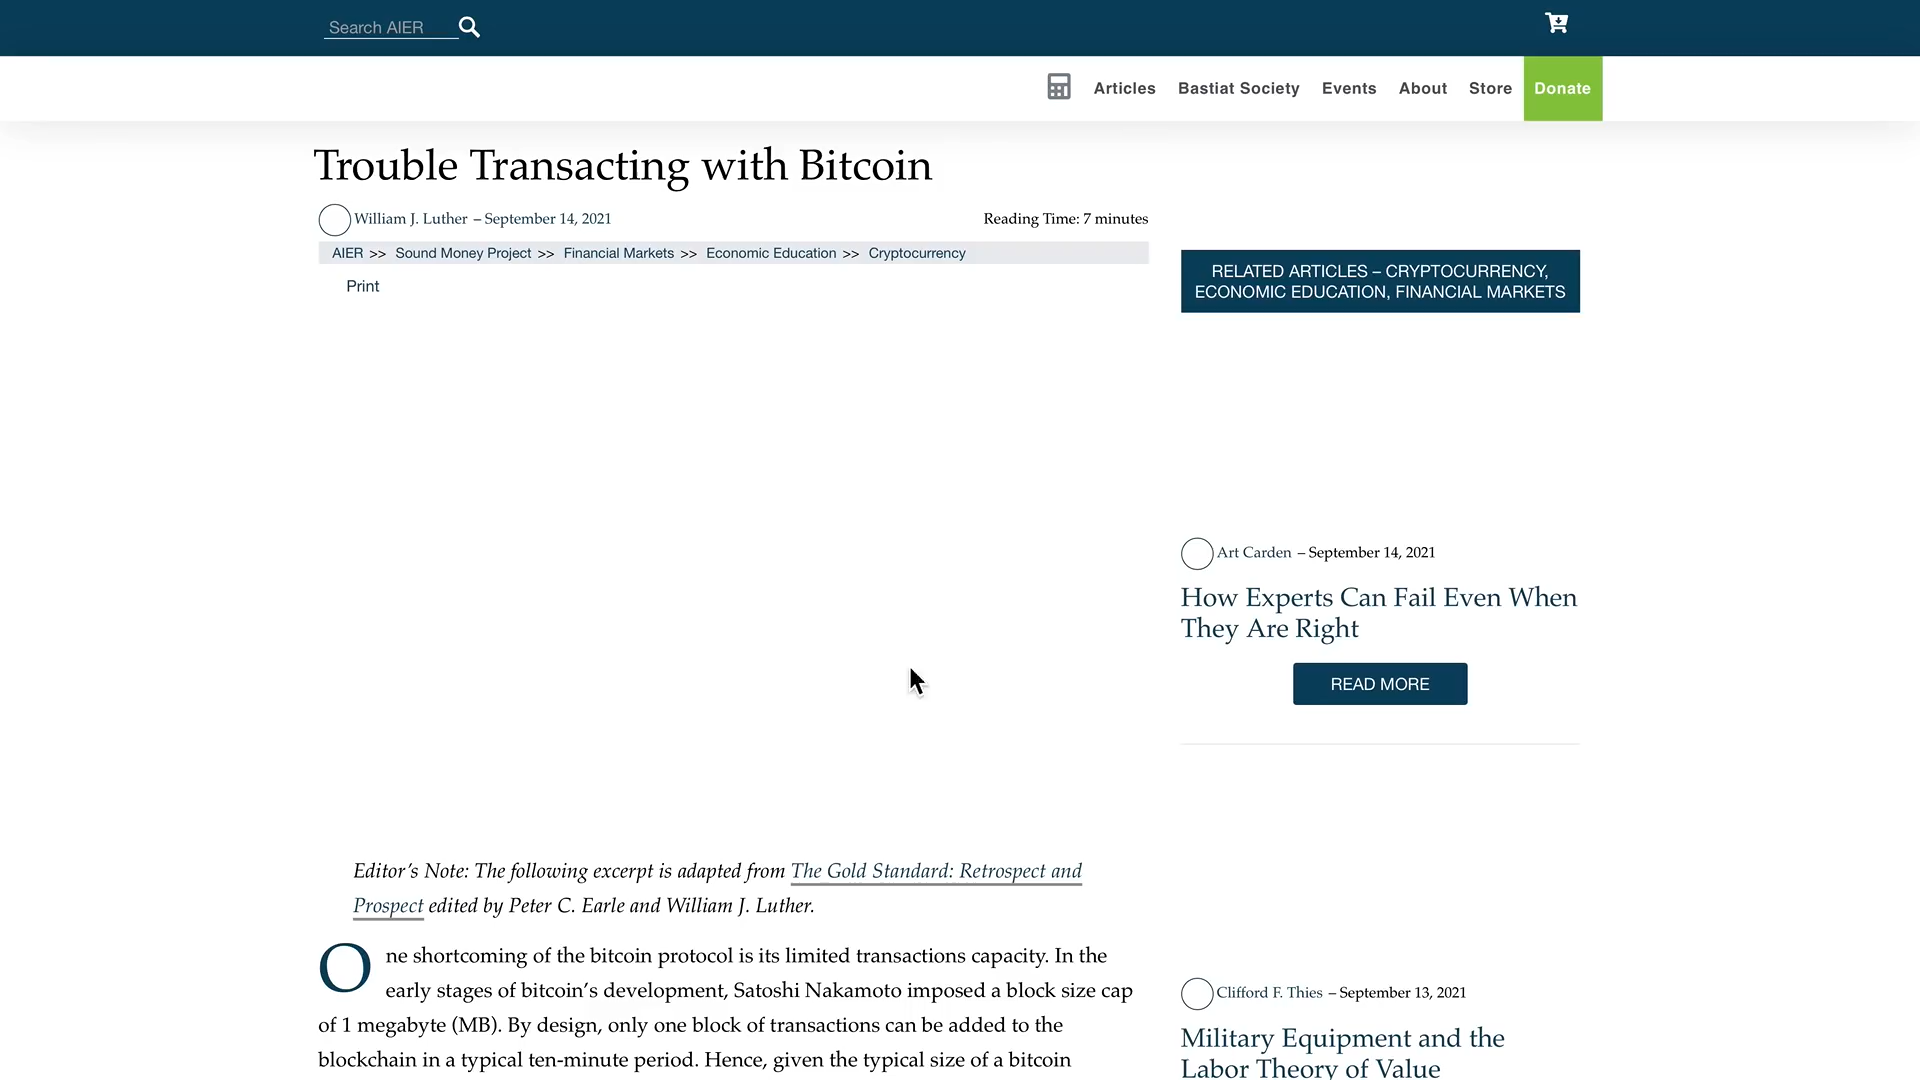 Search AIER
Articles
Bastiat Society
Events
About
Store
Donate
Trouble Transacting with Bitcoin
William J. Luther – September 14, 2021
Reading Time: 7 minutes
AIER >> Sound Money Project >> Financial Markets >> Economic Education >> Cryptocurrency
Print
Editor's Note: The following excerpt is adapted from The Gold Standard: Retrospect and
Prospect edited by Peter C. Earle and William J. Luther.
One shortcoming of the bitcoin protocol is its limited transactions capacity. In the
early stages of bitcoin's development, Satoshi Nakamoto imposed a block size cap
of 1 megabyte (MB). By design, only one block of transactions can be added to the
blockchain in a typical ten-minute period. Hence, given the typical size of a bitcoin
RELATED ARTICLES – CRYPTOCURRENCY,
ECONOMIC EDUCATION, FINANCIAL MARKETS
Art Carden – September 14, 2021
How Experts Can Fail Even When
They Are Right
READ MORE
Clifford F. Thies – September 13, 2021
Military Equipment and the
Labor Theory of Value